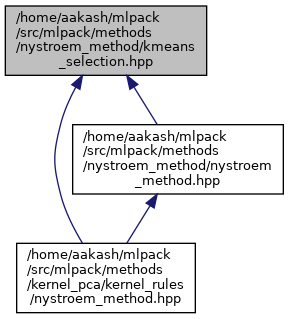 /home/aakash/mlpack
/src/mlpack/methods
/nystroem_method/kmeans
_selection.hpp
/home/aakash/mlpack
/src/mlpack/methods
/nystroem_method/nystroem
_method.hpp
/home/aakash/mlpack
/src/mlpack/methods
/kernel_pca/kernel_rules
/nystroem_method.hpp